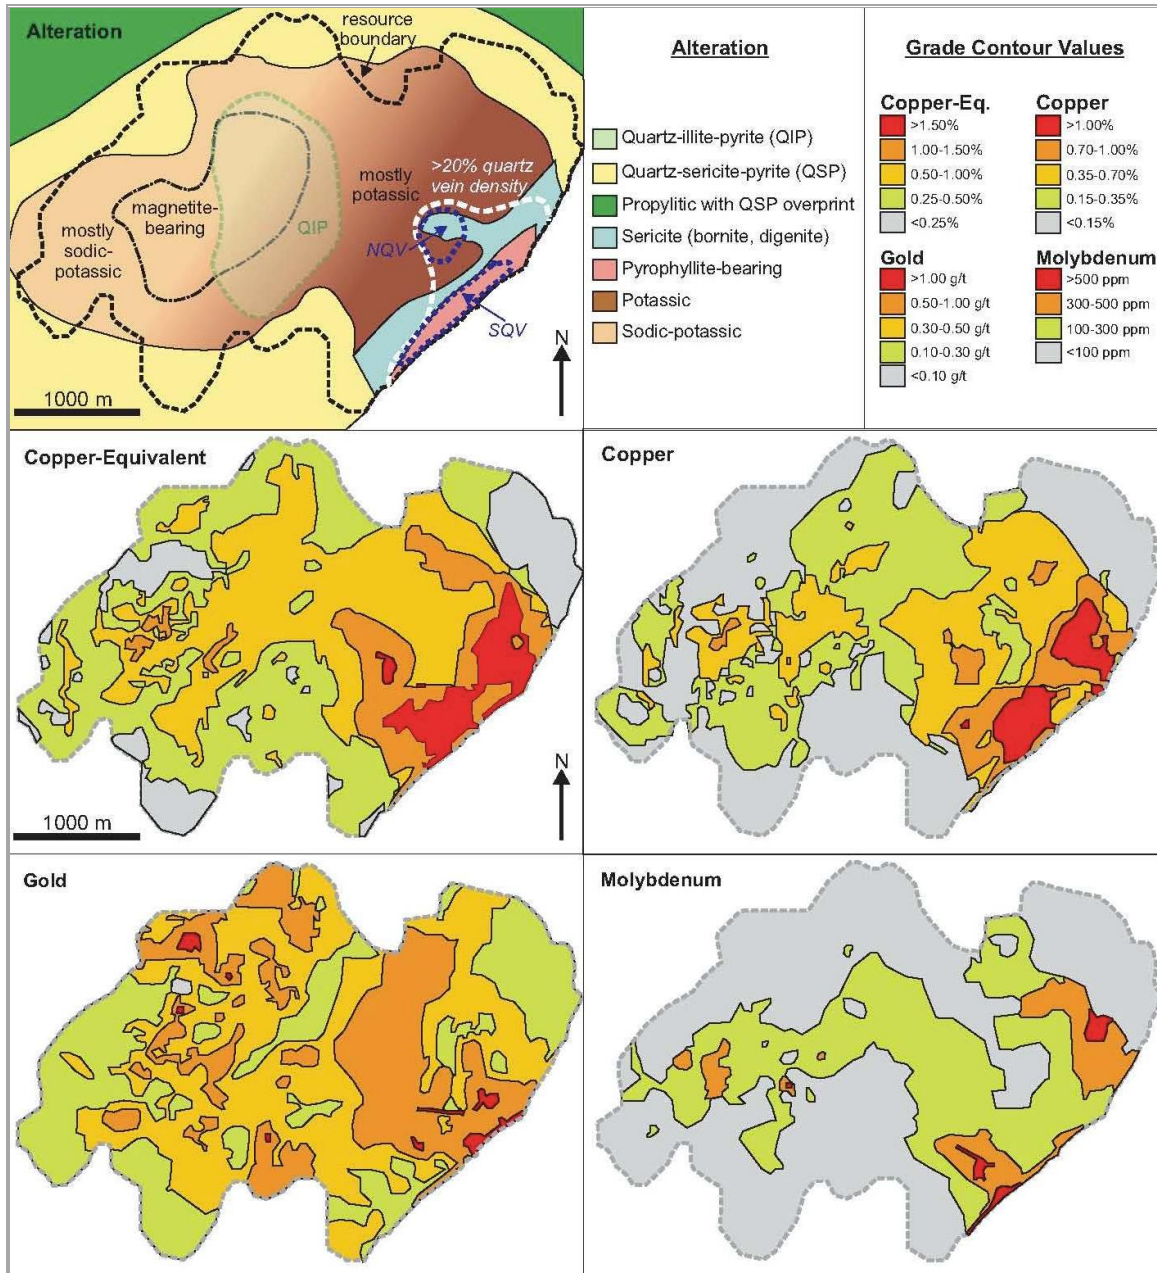 Alteration
resource
boundary
>20% quartz
vein density
mostly
potassic
magnetite-
bearing
QIP
NQV
mostly
sodic-
potassic
SQV
N
1000 m
Alteration
Quartz-illite-pyrite (QIP)
Quartz-sericite-pyrite (QSP)
Propylitic with QSP overprint
Sericite (bornite, digenite)
Pyrophyllite-bearing
Potassic
Sodic-potassic
Grade Contour Values
Copper-Eq.
>1.50%
1.00-1.50%
0.50-1.00%
0.25-0.50%
<0.25%
Copper
>1.00%
0.70-1.00%
0.35-0.70%
0.15-0.35%
<0.15%
Gold
>1.00 g/t
0.50-1.00 g/t
0.30-0.50 g/t
0.10-0.30 g/t
<0.10 g/t
Molybdenum
>500 ppm
300-500 ppm
100-300 ppm
<100 ppm
Copper-Equivalent
N
1000 m
Copper
Gold
Molybdenum